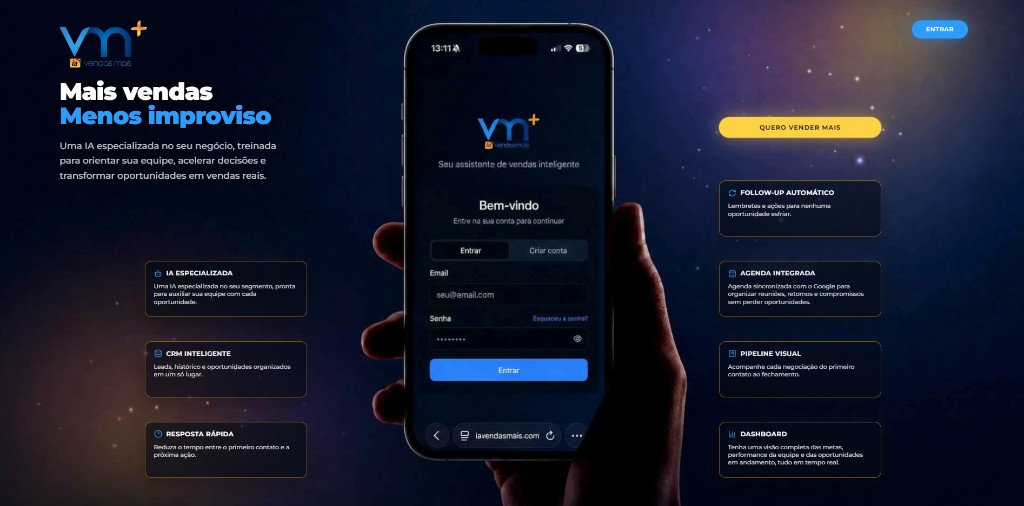 vm+
ia vendas mais
Mais vendas
Menos improviso
Uma IA especializada no seu negócio, treinada
para orientar sua equipe, acelerar decisões e
transformar oportunidades em vendas reais.
IA ESPECIALIZADA
Uma IA especializada no seu segmento, pronta
para auxiliar sua equipe com cada
oportunidade.
CRM INTELIGENTE
Leads, histórico e oportunidades organizados
em um só lugar.
RESPOSTA RÁPIDA
Reduza o tempo entre o primeiro contato e a
próxima ação.
13:11
vm+
ia vendasmais
Seu assistente de vendas inteligente
Bem-vindo
Entre na sua conta para continuar
Entrar
Criar conta
Email
seu@email.com
Senha
Esqueceu a senha?
Entrar
iavendasmais.com
ENTRAR
QUERO VENDER MAIS
FOLLOW-UP AUTOMÁTICO
Lembretes e ações para nenhuma
oportunidade esfriar.
AGENDA INTEGRADA
Agenda sincronizada com o Google para
organizar reuniões, retornos e compromissos
sem perder oportunidades.
PIPELINE VISUAL
Acompanhe cada negociação do primeiro
contato ao fechamento.
DASHBOARD
Tenha uma visão completa das metas,
performance da equipe e das oportunidades
em andamento, tudo em tempo real.